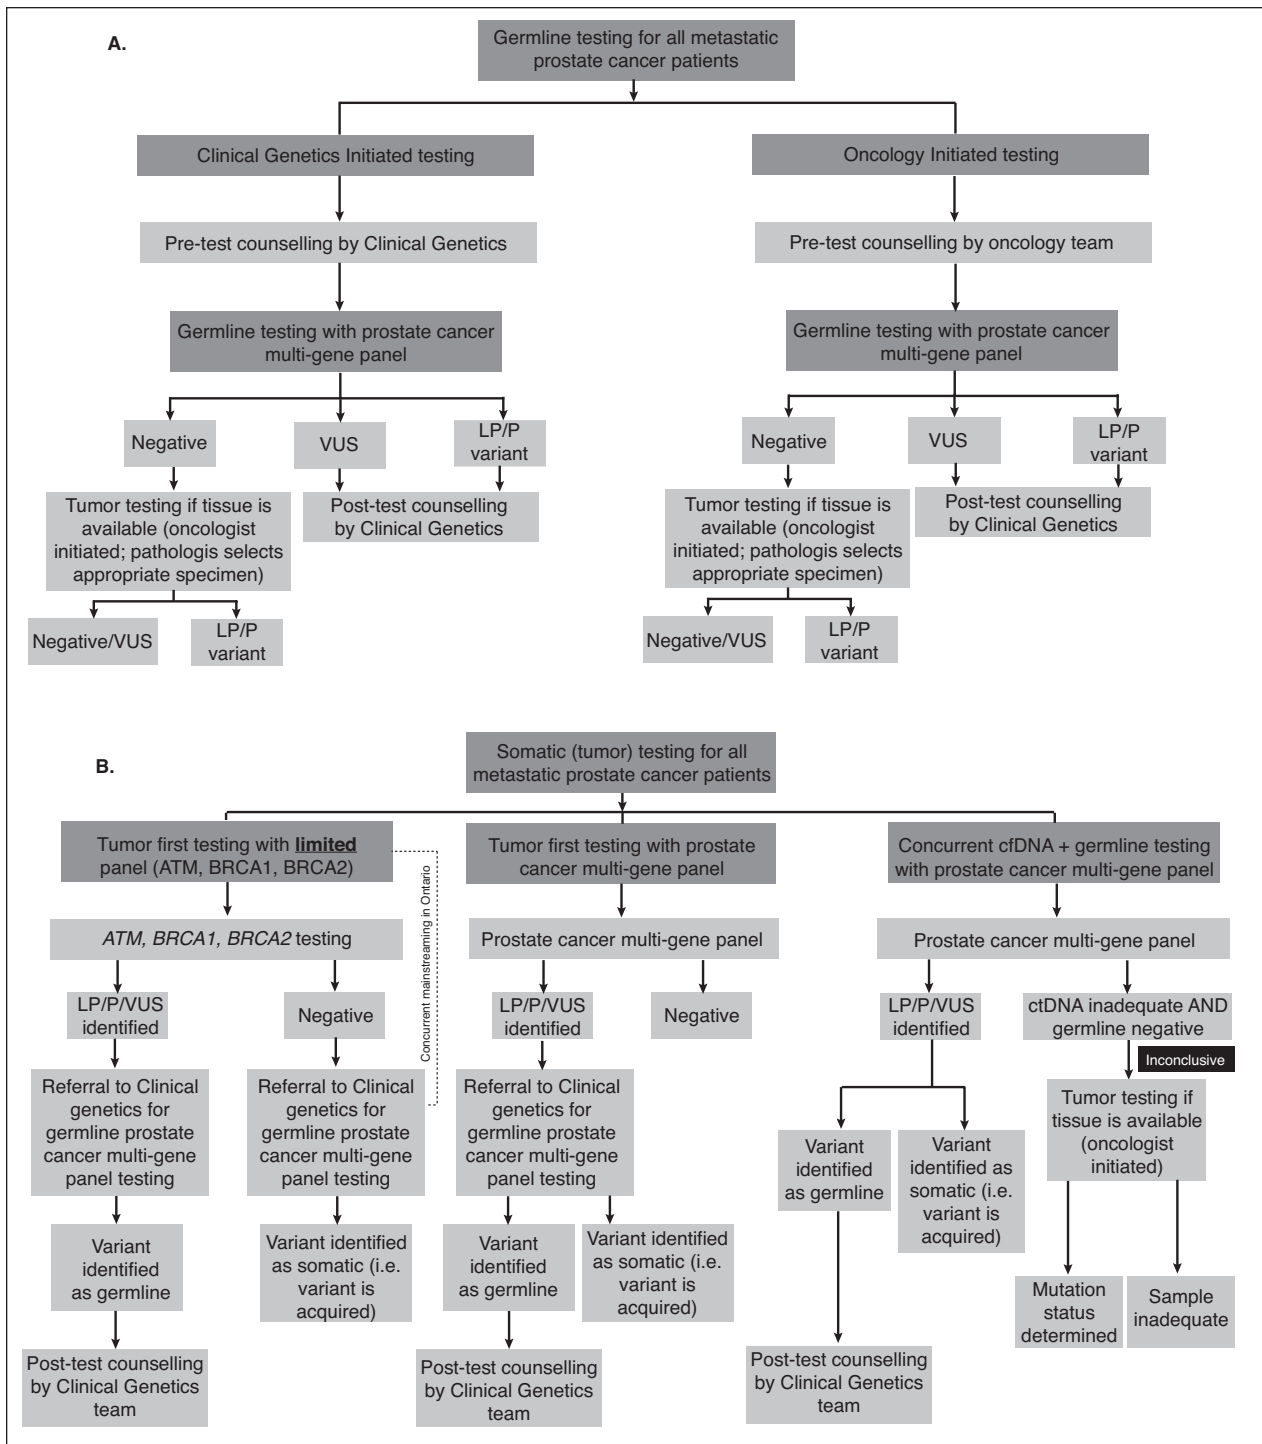 A.
Germline testing for all metastatic
prostate cancer patients
Clinical Genetics Initiated testing
Oncology Initiated testing
Pre-test counselling by Clinical Genetics
Pre-test counselling by oncology team
Germline testing with prostate cancer
multi-gene panel
Germline testing with prostate cancer
multi-gene panel
Negative
VUS
LP/P
variant
Negative
VUS
LP/P
variant
Tumor testing if tissue is
available (oncologist
initiated; pathologis selects
appropriate specimen)
Post-test counselling
by Clinical Genetics
Tumor testing if tissue is
available (oncologist
initiated; pathologis selects
appropriate specimen)
Post-test counselling
by Clinical Genetics
Negative/VUS
LP/P
variant
Negative/VUS
LP/P
variant
B.
Somatic (tumor) testing for all
metastatic prostate cancer patients
Tumor first testing with limited
panel (ATM, BRCA1, BRCA2)
Tumor first testing with prostate
cancer multi-gene panel
Concurrent cfDNA + germline testing
with prostate cancer multi-gene panel
Concurrent mainstreaming in Ontario
ATM, BRCA1, BRCA2 testing
Prostate cancer multi-gene panel
Prostate cancer multi-gene panel
LP/P/VUS
identified
Negative
LP/P/VUS
identified
Negative
LP/P/VUS
identified
ctDNA inadequate AND
germline negative
Inconclusive
Referral to Clinical
genetics for
germline prostate
cancer multi-gene
panel testing
Referral to Clinical
genetics for
germline prostate
cancer multi-gene
panel testing
Referral to Clinical
genetics for
germline prostate
cancer multi-gene
panel testing
Variant
identified
as germline
Variant
identified as
somatic (i.e.
variant is
acquired)
Tumor testing if
tissue is available
(oncologist
initiated)
Variant
identified
as germline
Variant identified
as somatic (i.e.
variant is
acquired)
Variant
identified
as germline
Variant identified
as somatic (i.e.
variant is
acquired)
Mutation
status
determined
Sample
inadequate
Post-test counselling
by Clinical Genetics
team
Post-test counselling
by Clinical Genetics
team
Post-test counselling
by Clinical Genetics
team